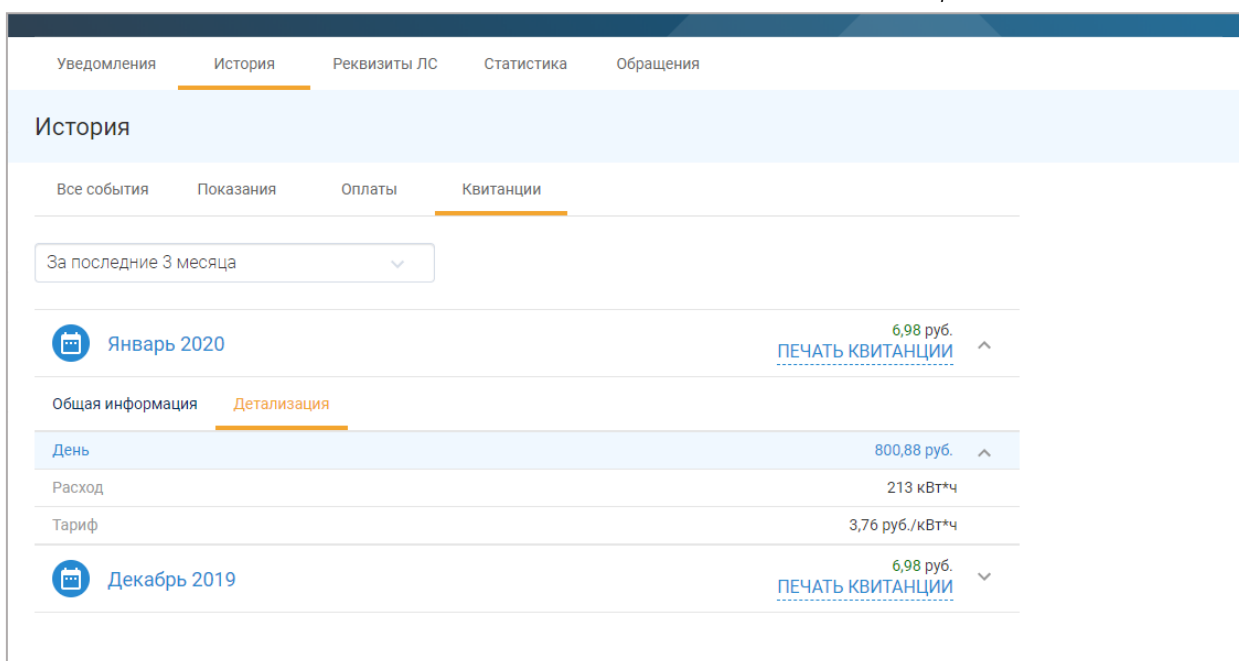 Уведомления История Реквизиты ЛС Статистика Обращения
История
Все события Показания Оплаты Квитанции
За последние 3 месяца
Январь 2020 6,98 руб.
ПЕЧАТЬ КВИТАНЦИИ
Общая информация Детализация
День 800,88 руб.
Расход 213 кВт*ч
Тариф 3,76 руб./кВт*ч
Декабрь 2019 6,98 руб.
ПЕЧАТЬ КВИТАНЦИИ